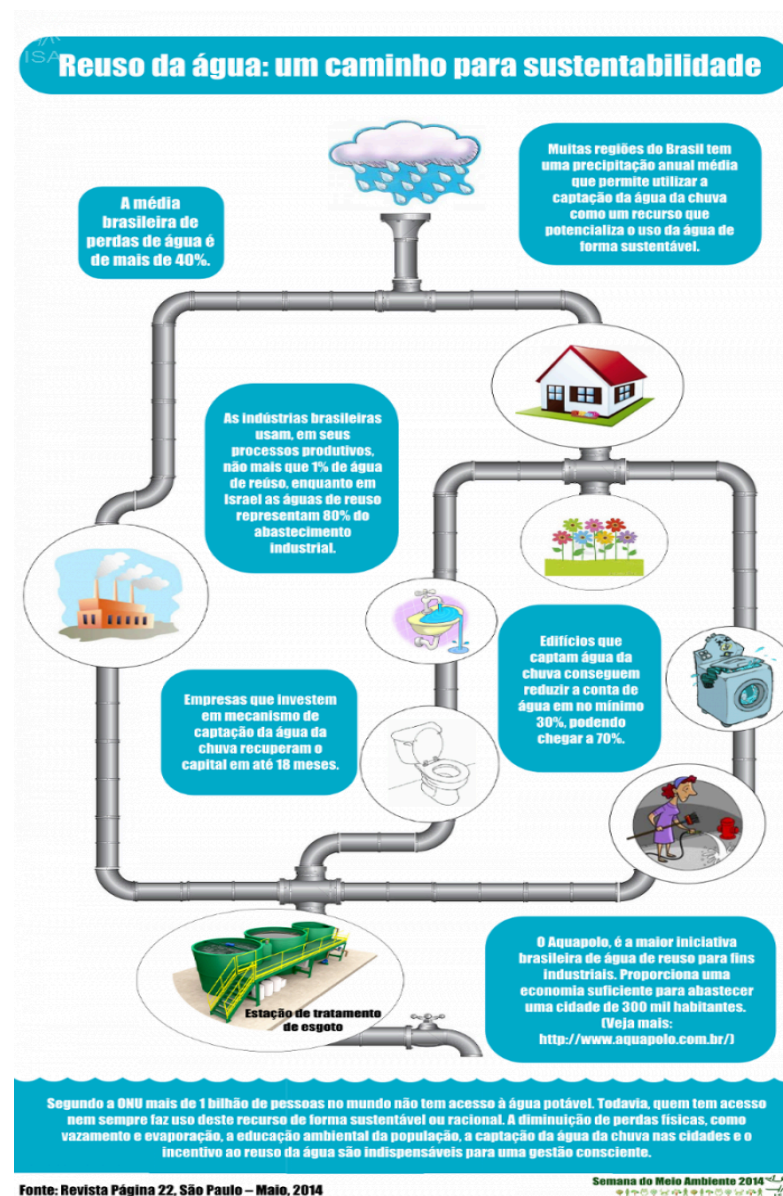 ISA
Reuso da água: um caminho para sustentabilidade
Muitas regiões do Brasil tem
uma precipitação anual média
que permite utilizar a
captação da água da chuva
como um recurso que
potencializa o uso da água de
forma sustentável.
A média
brasileira de
perdas de água é
de mais de 40%.
As indústrias brasileiras
usam, em seus
processos produtivos,
não mais que 1% de água
de reúso, enquanto em
Israel as águas de reuso
representam 80% do
abastecimento
industrial.
Edifícios que
captam água da
chuva conseguem
reduzir a conta de
água em no mínimo
30%, podendo
chegar a 70%.
Empresas que investem
em mecanismo de
captação da água da
chuva recuperam o
capital em até 18 meses.
O Aquapolo, é a maior iniciativa
brasileira de água de reuso para fins
industriais. Proporciona uma
economia suficiente para abastecer
uma cidade de 300 mil habitantes.
(Veja mais:
http://www.aquapolo.com.br/)
Estação de tratamento
de esgoto
Segundo a ONU mais de 1 bilhão de pessoas no mundo não tem acesso à água potável. Todavia, quem tem acesso
nem sempre faz uso deste recurso de forma sustentável ou racional. A diminuição de perdas físicas, como
vazamento e evaporação, a educação ambiental da população, a captação da água da chuva nas cidades e o
incentivo ao reuso da água são indispensáveis para uma gestão consciente.
Fonte: Revista Página 22, São Paulo – Maio, 2014
Semana do Meio Ambiente 2014